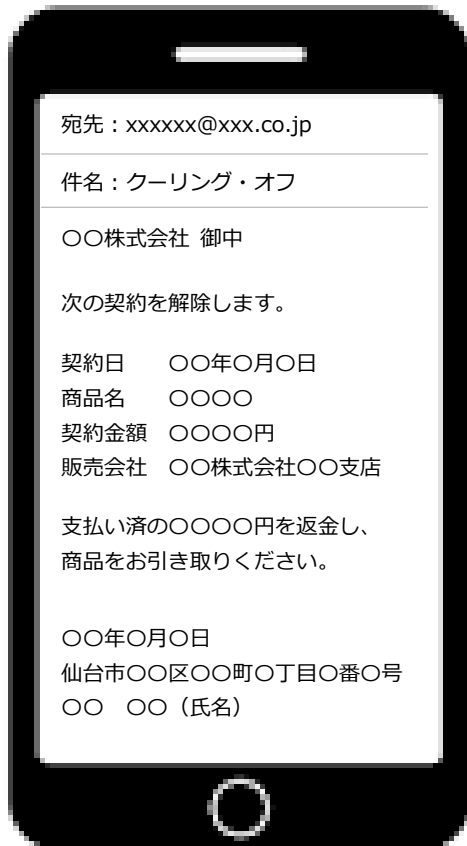 宛先：xxxxxx@xxx.co.jp
件名：クーリング・オフ
〇〇株式会社 御中
次の契約を解除します。
契約日　　〇〇年〇月〇日
商品名　　〇〇〇〇
契約金額　〇〇〇〇円
販売会社　〇〇株式会社〇〇支店
支払い済の〇〇〇〇円を返金し、
商品をお引き取りください。
〇〇年〇月〇日
仙台市〇〇区〇〇町〇丁目〇番〇号
〇〇　〇〇（氏名）